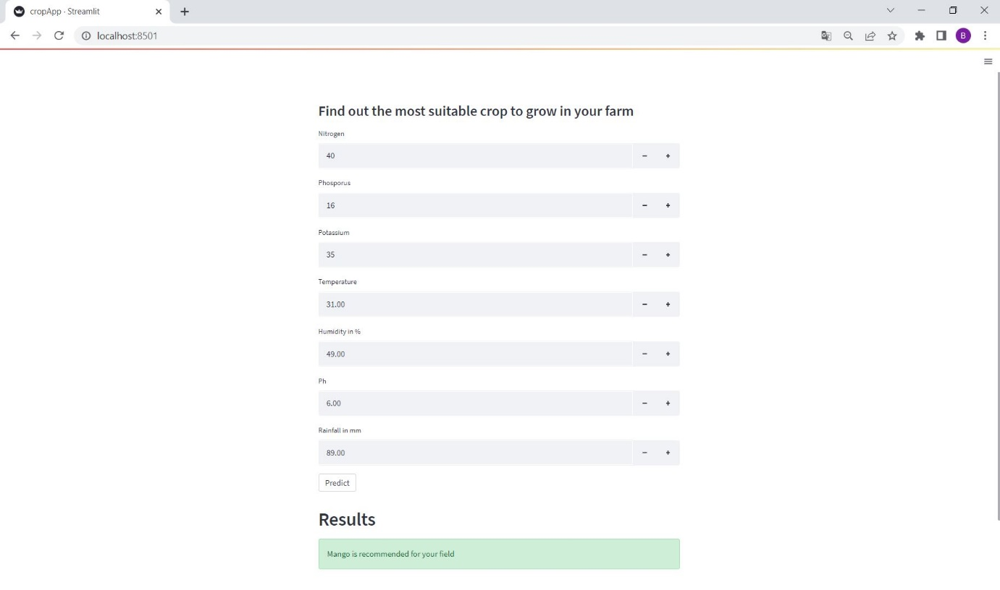 cropApp · Streamlit
localhost:8501
B
Find out the most suitable crop to grow in your farm
Nitrogen
40
Phosporus
16
Potassium
35
Temperature
31.00
Humidity in %
49.00
Ph
6.00
Rainfall in mm
89.00
Predict
Results
Mango is recommended for your field